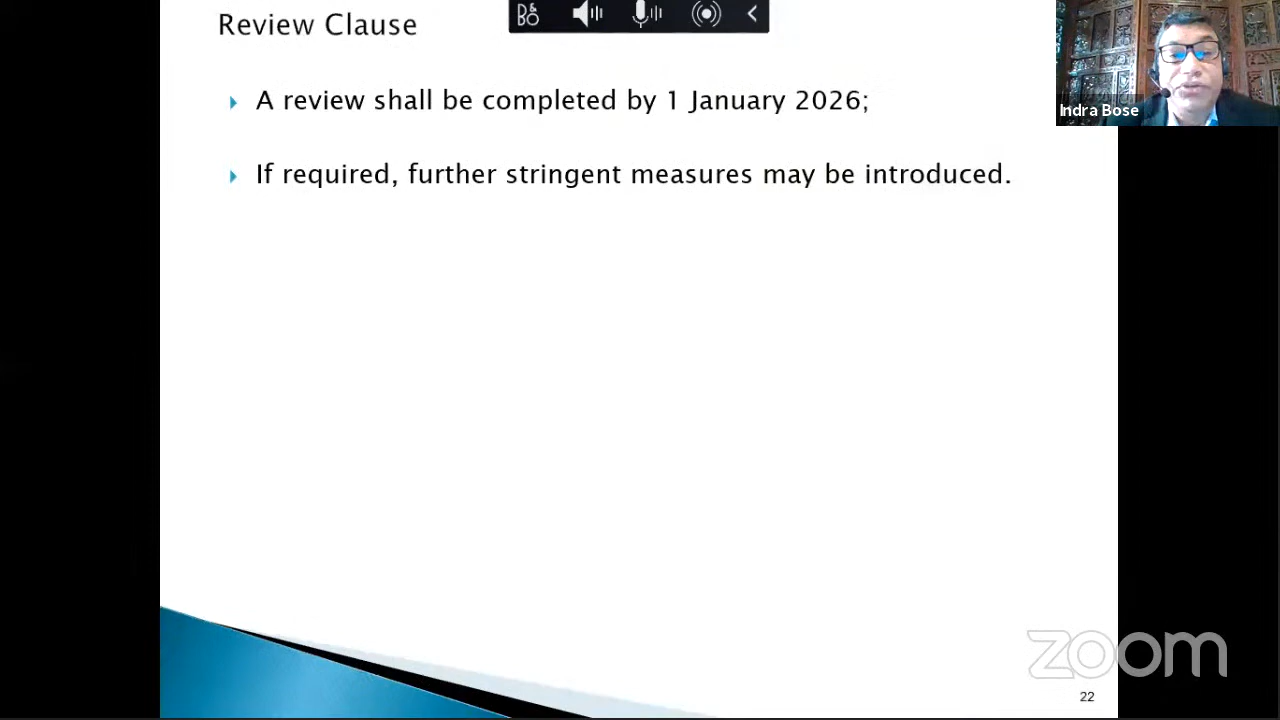 Review Clause
B&O
A review shall be completed by 1 January 2026;
Indra Bose
If required, further stringent measures may be introduced.
zoom
22